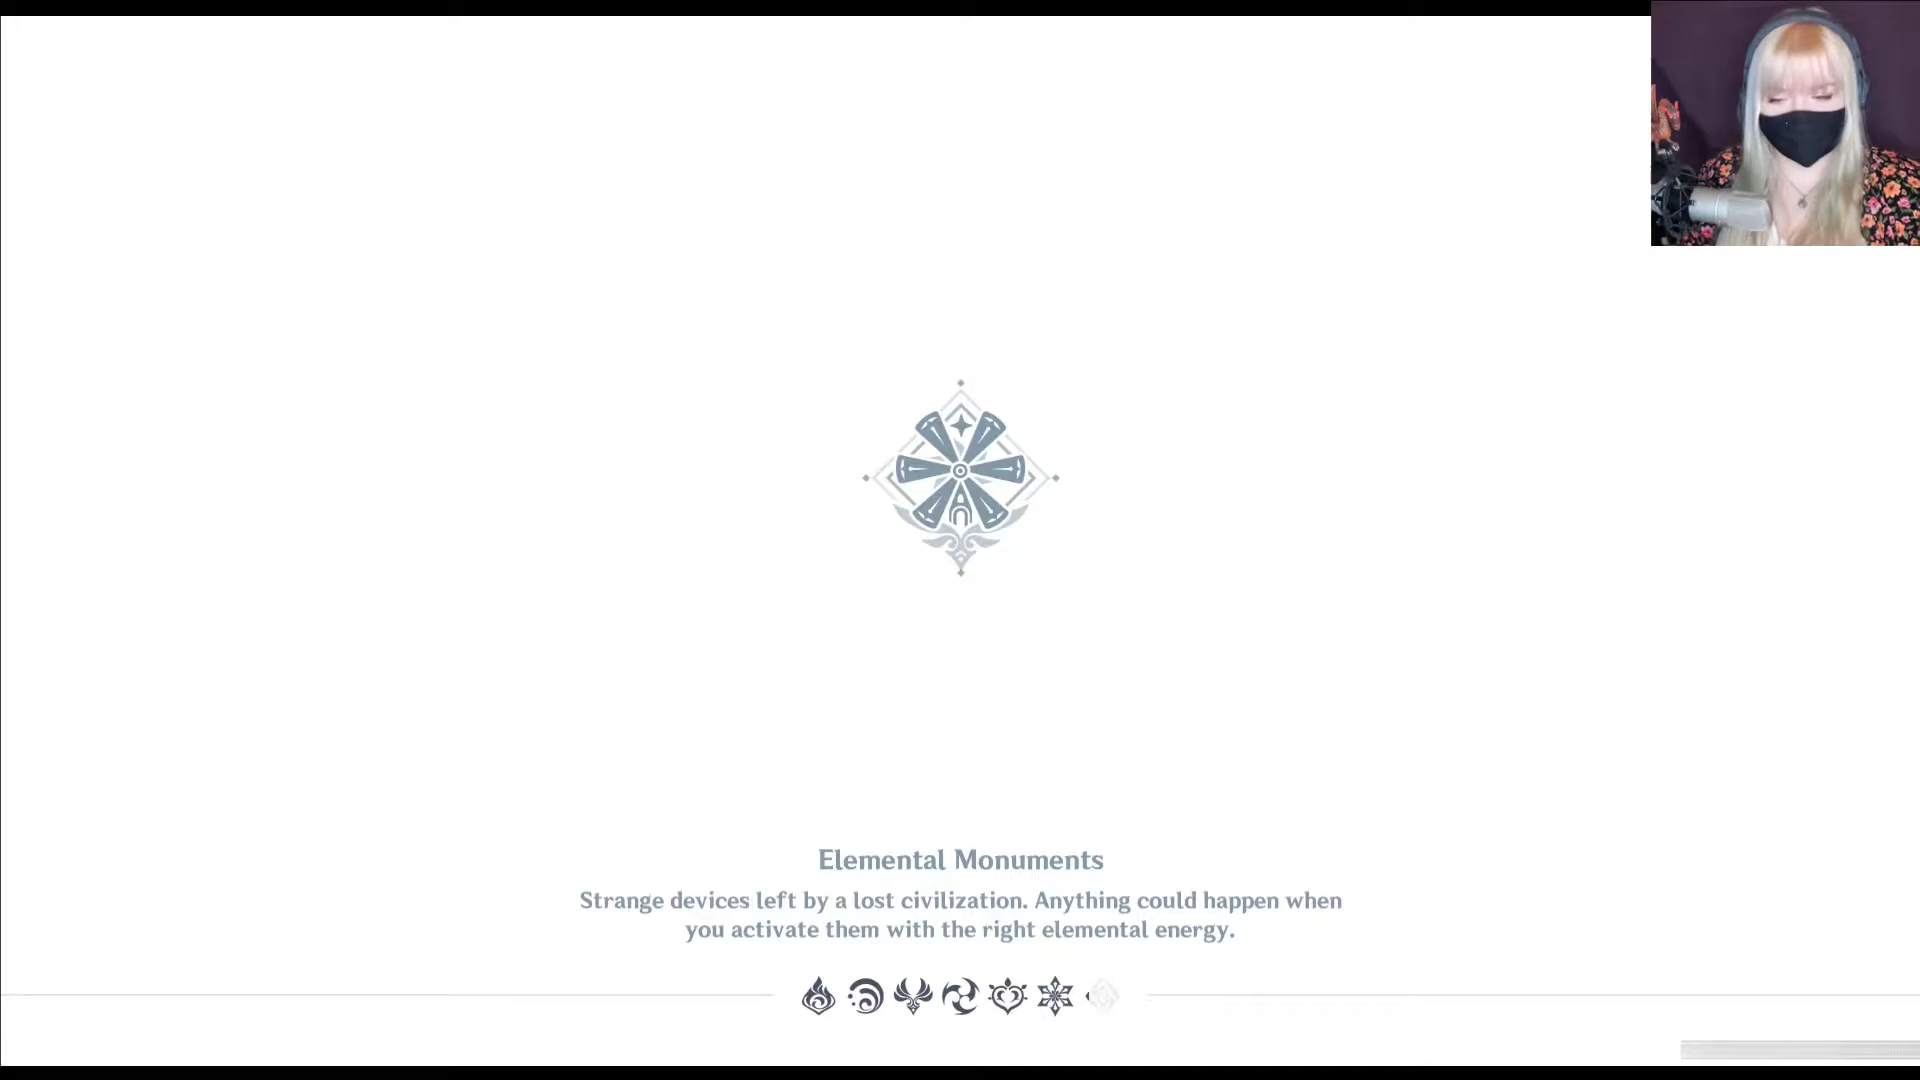 Elemental Monuments
Strange devices left by a lost civilization. Anything could happen when
you activate them with the right elemental energy.